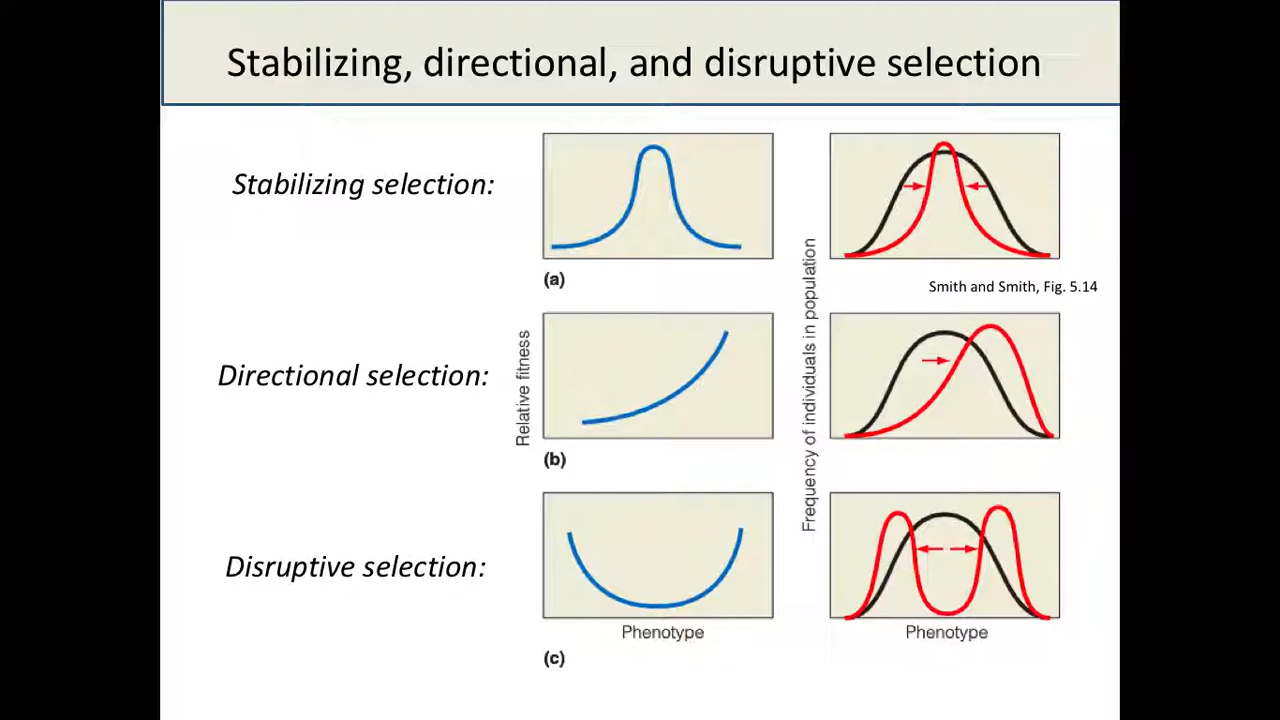 Stabilizing, directional, and disruptive selection
Stabilizing selection:
(a)
Smith and Smith, Fig. 5.14
Directional selection:
Relative fitness
Frequency of individuals in population
(b)
Disruptive selection:
Phenotype
Phenotype
(c)